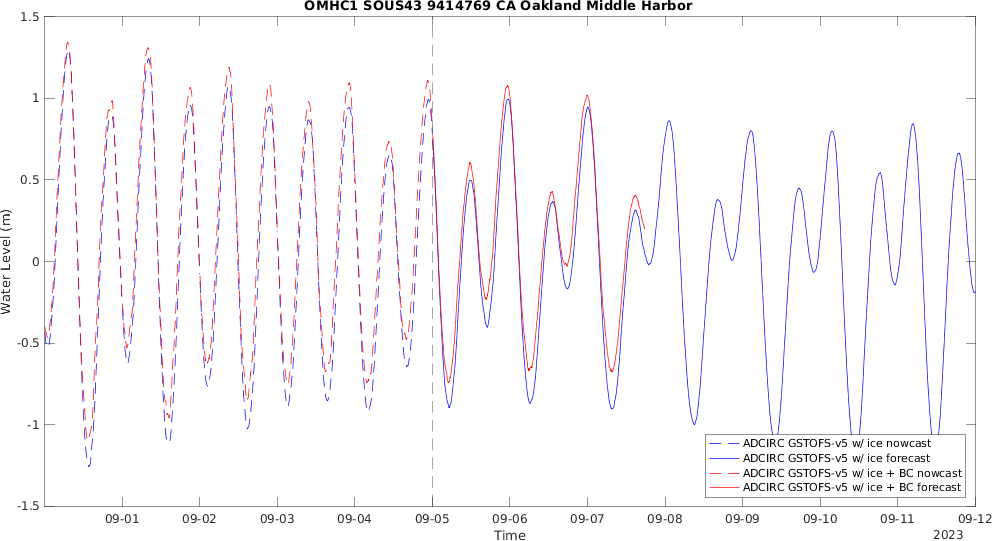 OMHC1 SOUS43 9414769 CA Oakland Middle Harbor
1.5
1
0.5
0
-0.5
-1
-1.5
Water Level (m)
ADCIRC GSTOFS-v5 w/ ice nowcast
ADCIRC GSTOFS-v5 w/ ice forecast
ADCIRC GSTOFS-v5 w/ ice + BC nowcast
ADCIRC GSTOFS-v5 w/ ice + BC forecast
09-01 09-02 09-03 09-04 09-05 09-06 09-07 09-08 09-09 09-10 09-11 09-12
Time
2023